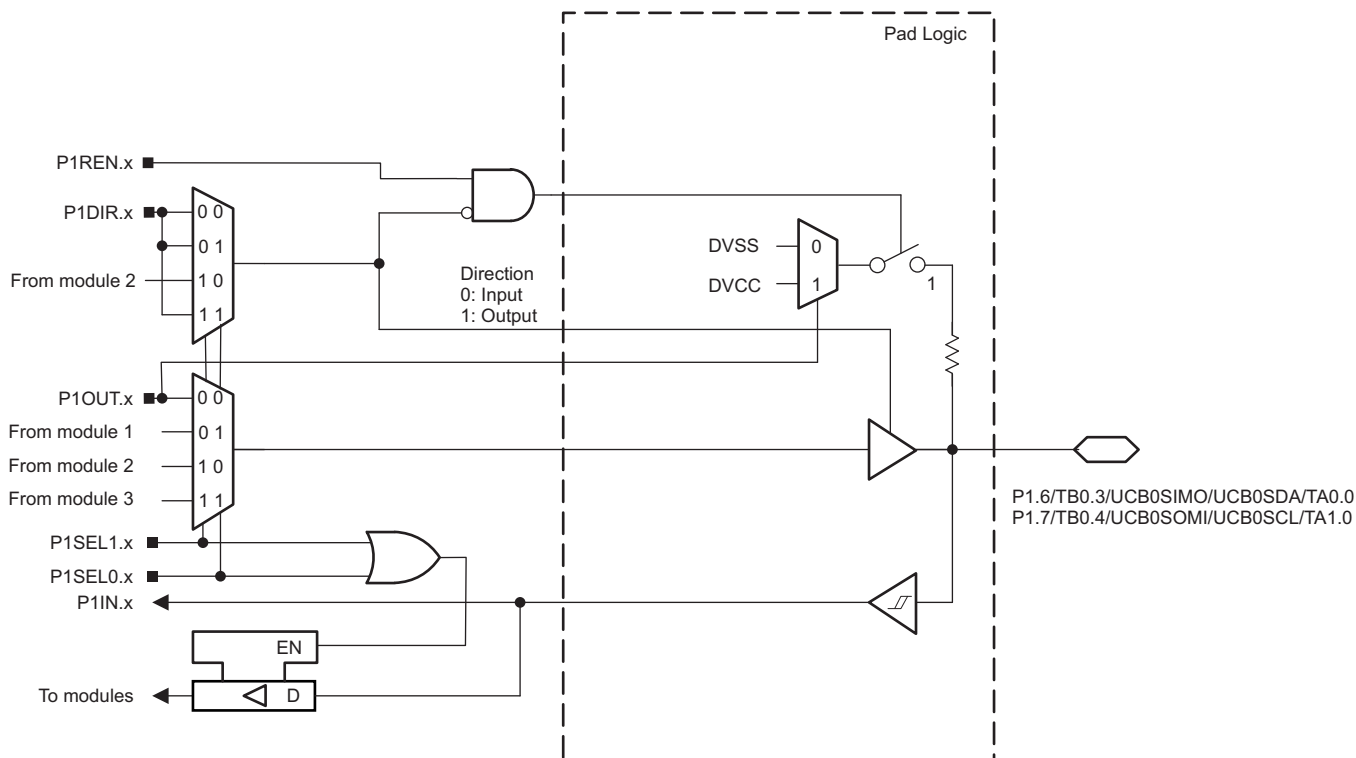 Pad Logic
P1REN.x
P1DIR.x
0 0
0 1
From module 2
1 0
1 1
Direction
0: Input
1: Output
DVSS
0
DVCC
1
1
P1OUT.x
0 0
From module 1
0 1
From module 2
1 0
From module 3
1 1
P1.6/TB0.3/UCB0SIMO/UCB0SDA/TA0.0
P1.7/TB0.4/UCB0SOMI/UCB0SCL/TA1.0
P1SEL1.x
P1SEL0.x
P1IN.x
EN
To modules
D